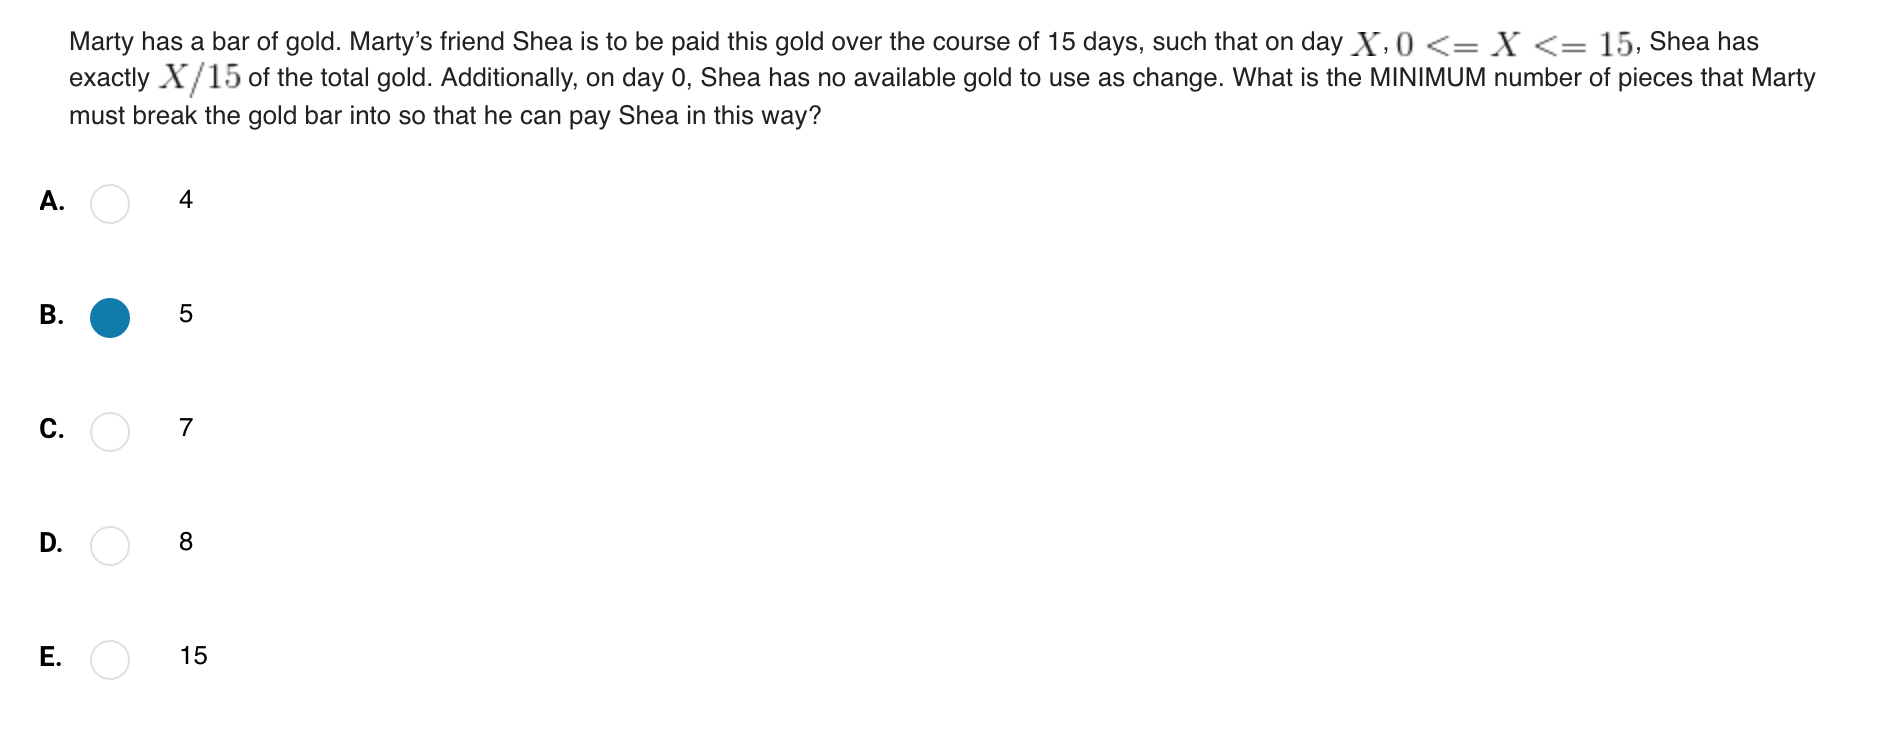 Marty has a bar of gold. Marty’s friend Shea is to be paid this gold over the course of 15 days, such that on day X, 0 <= X <= 15, Shea has
exactly X/15 of the total gold. Additionally, on day 0, Shea has no available gold to use as change. What is the MINIMUM number of pieces that Marty
must break the gold bar into so that he can pay Shea in this way?
A. 4
B. 5
C. 7
D. 8
E. 15